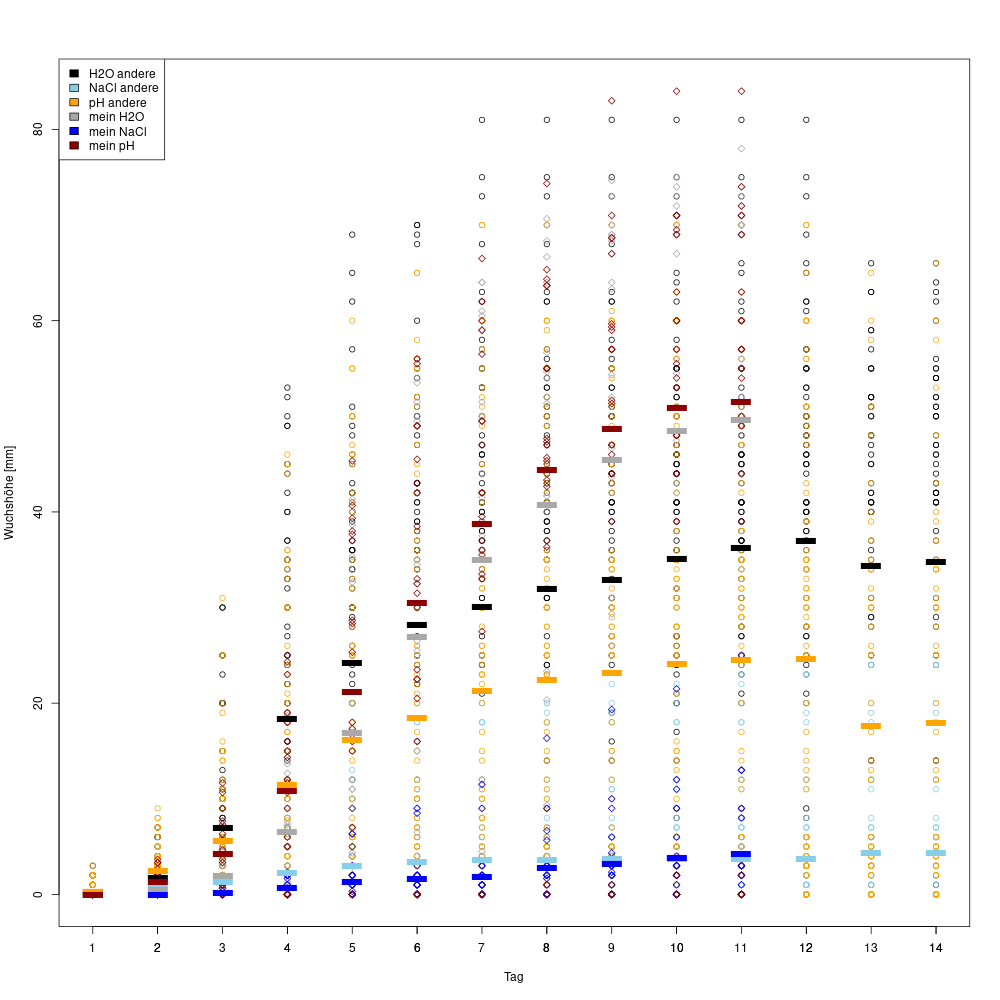 H2O andere
NaCl andere
pH andere
mein H2O
mein NaCl
mein pH
Wuchshöhe [mm]
80
60
40
20
0
1 2 3 4 5 6 7 8 9 10 11 12 13 14
Tag